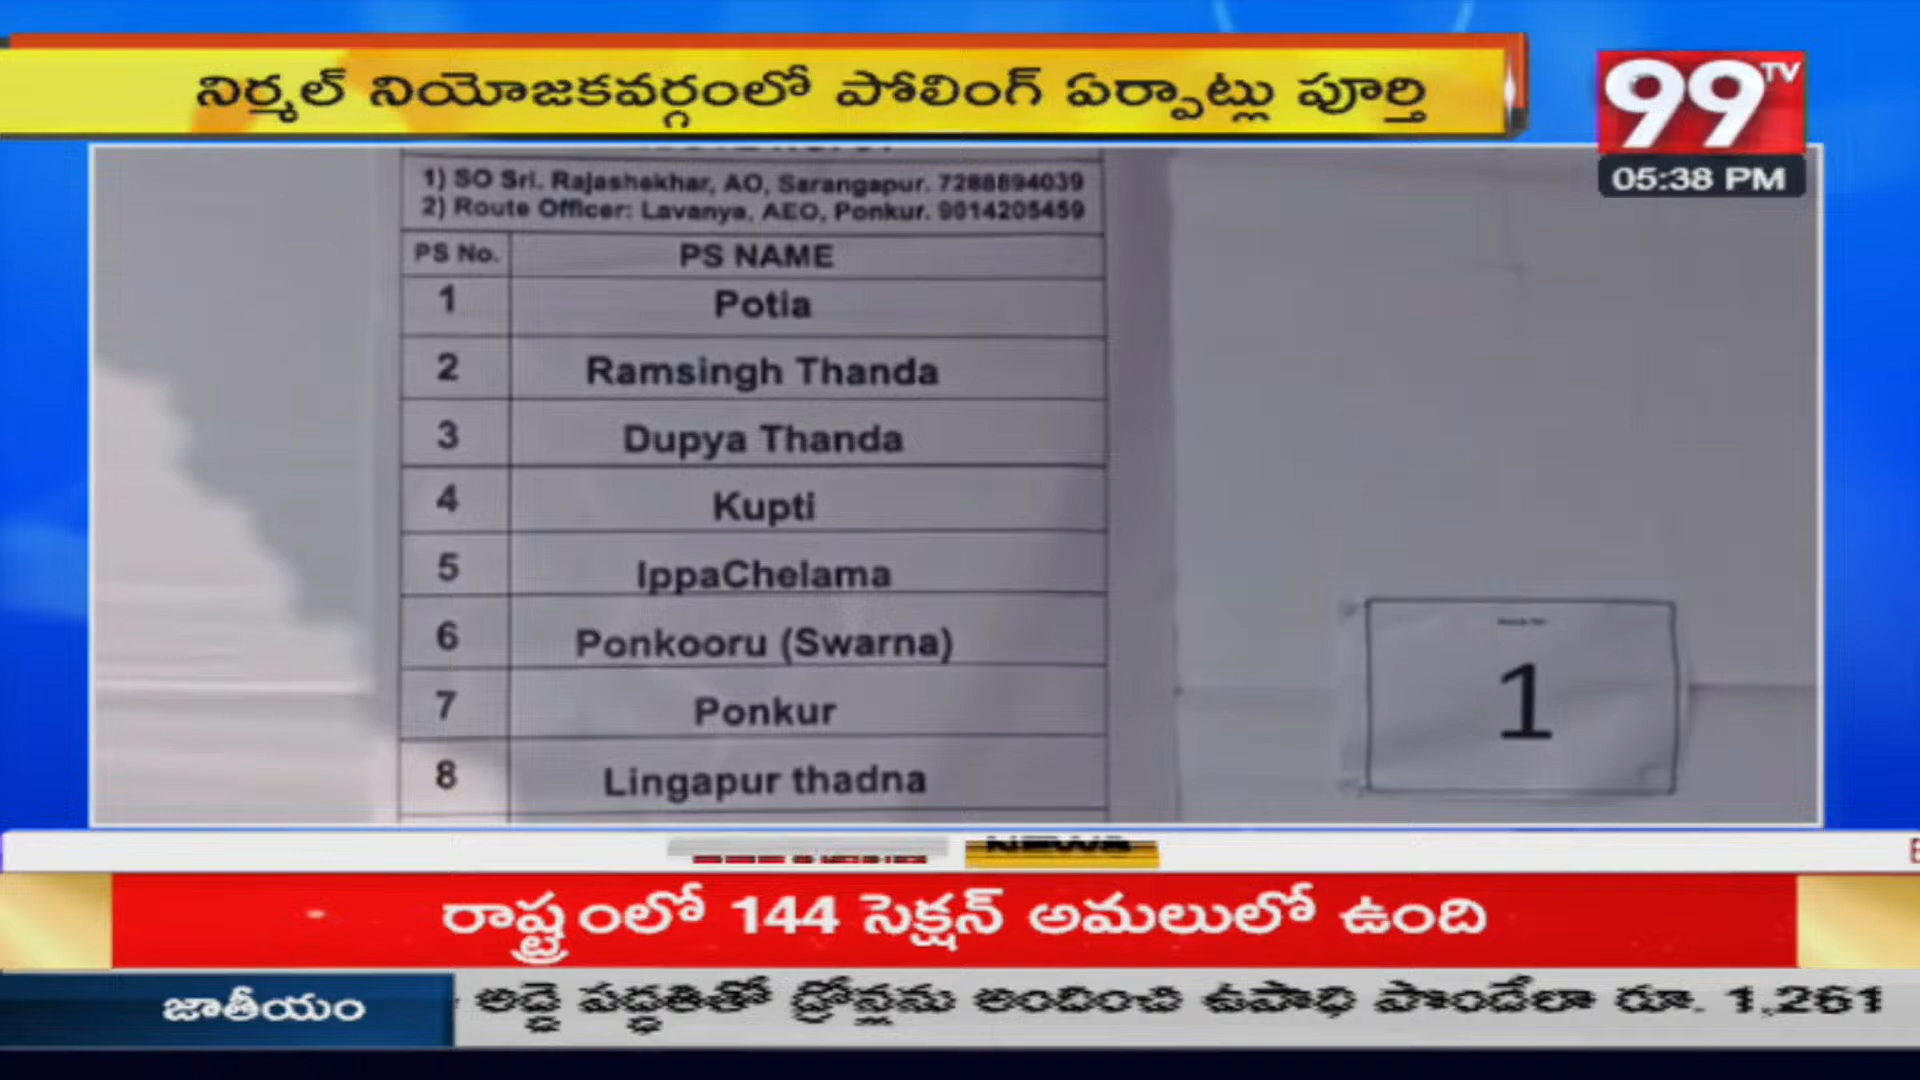 నిర్మల్ నియోజకవర్గంలో పోలింగ్ ఏర్పాట్లు పూర్తి
99 TV
05:38 PM
1) SO Sri. Rajashekhar, AO, Sarangapur. 7288894039
2) Route Officer: Lavanya, AEO, Ponkur. 9014205459
PS No. PS NAME
1 Potia
2 Ramsingh Thanda
3 Dupya Thanda
4 Kupti
5 IppaChelama
6 Ponkooru (Swarna)
7 Ponkur
8 Lingapur thadna
1
NEWS
రాష్ట్రంలో 144 సెక్షన్ అమలులో ఉంది
జాతీయం
అద్దె పద్ధతితో డ్రోన్లను అందించి ఉపాధి పొందేలా రూ. 1,261